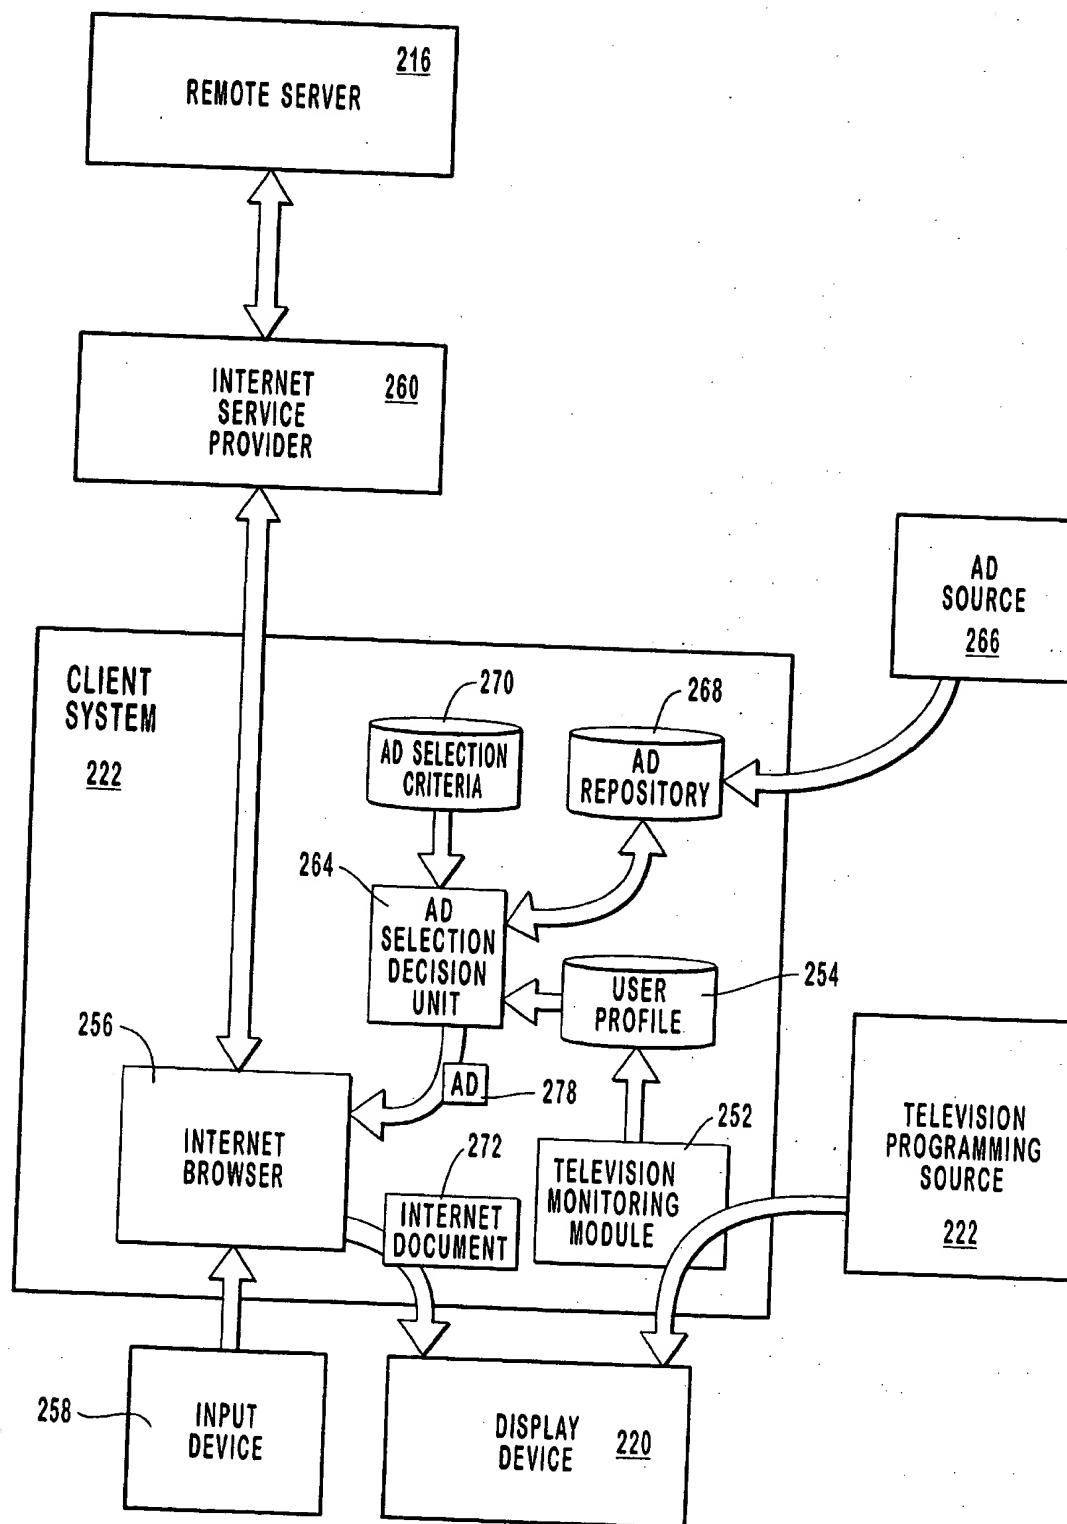 216
REMOTE SERVER
INTERNET
SERVICE
PROVIDER
260
AD
SOURCE
266
CLIENT
SYSTEM
222
270
268
AD SELECTION
CRITERIA
AD
REPOSITORY
264
AD
SELECTION
DECISION
UNIT
USER
PROFILE
254
256
AD
278
252
INTERNET
BROWSER
272
INTERNET
DOCUMENT
TELEVISION
MONITORING
MODULE
TELEVISION
PROGRAMMING
SOURCE
222
258
INPUT
DEVICE
DISPLAY
DEVICE
220